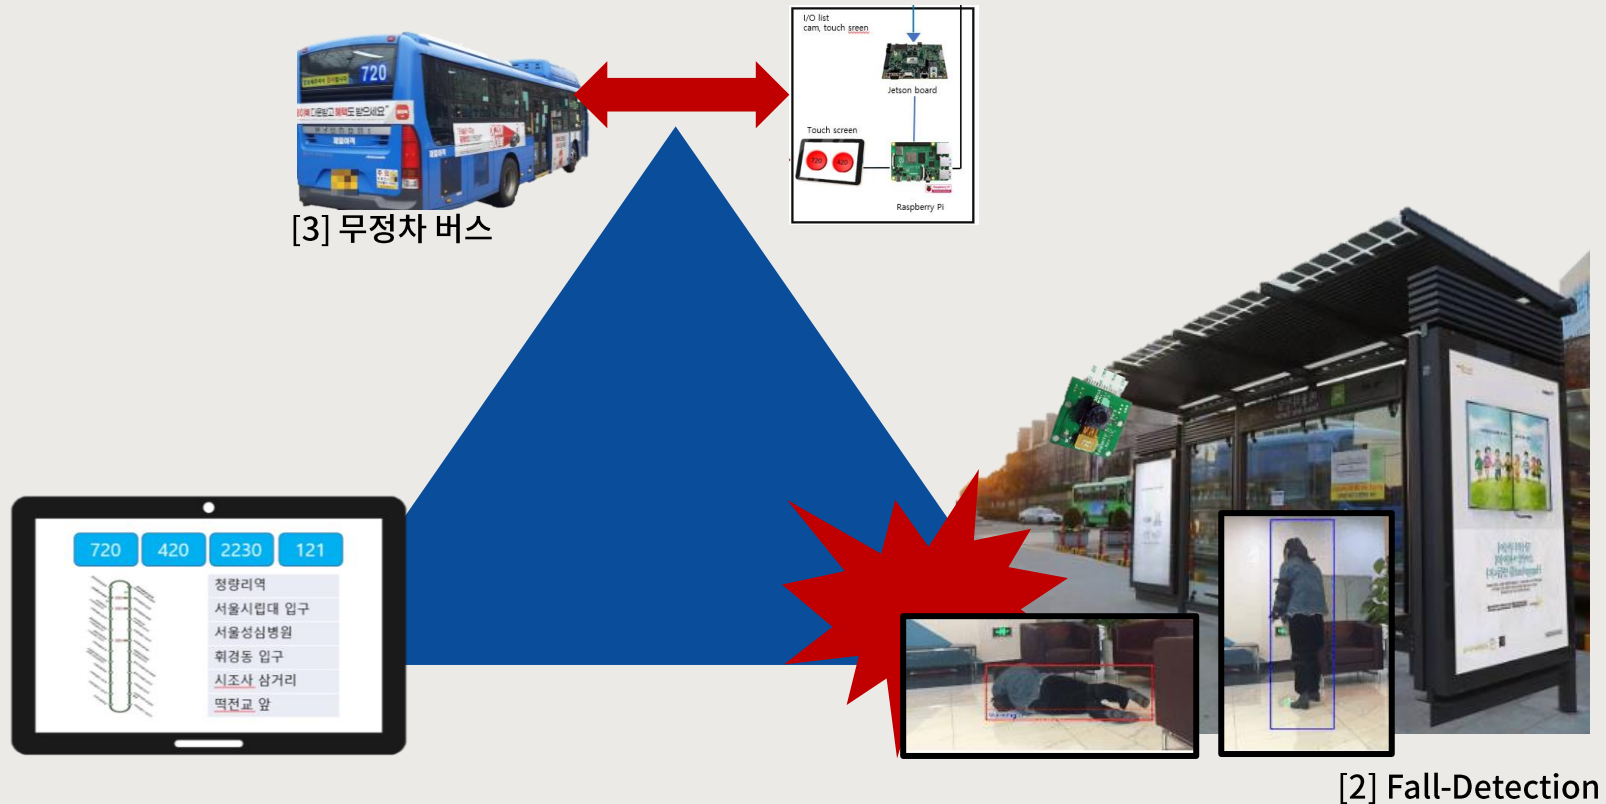 I/O list
cam, touch sreen
Jetson board
Touch screen
720
420
Raspberry Pi
720
[3] 무정차 버스
720
420
2230
121
청량리역
서울시립대 입구
서울성심병원
휘경동 입구
시조사 삼거리
떡전교 앞
[2] Fall-Detection